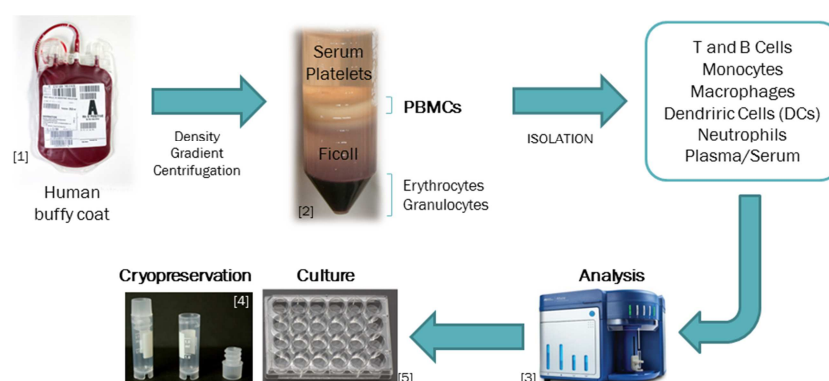 [1]
Human
buffy coat
A
Density
Gradient
Centrifugation
Serum
Platelets
PBMCs
Ficoll
Erythrocytes
Granulocytes
[2]
ISOLATION
T and B Cells
Monocytes
Macrophages
Dendriric Cells (DCs)
Neutrophils
Plasma/Serum
Analysis
[3]
Culture
[5]
Cryopreservation
[4]